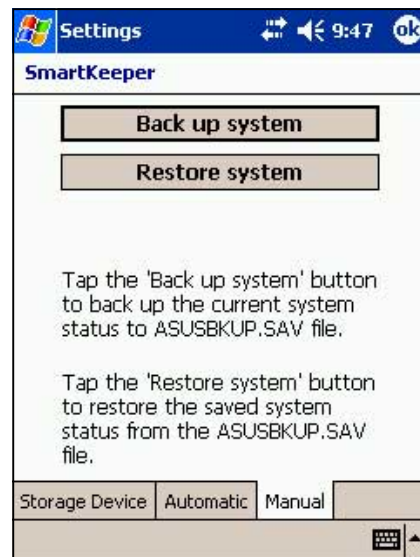 Settings 9:47 ok
SmartKeeper
Back up system
Restore system
Tap the 'Back up system' button
to back up the current system
status to ASUSBKUP.SAV file.
Tap the 'Restore system' button
to restore the saved system
status from the ASUSBKUP.SAV
file.
Storage Device Automatic Manual